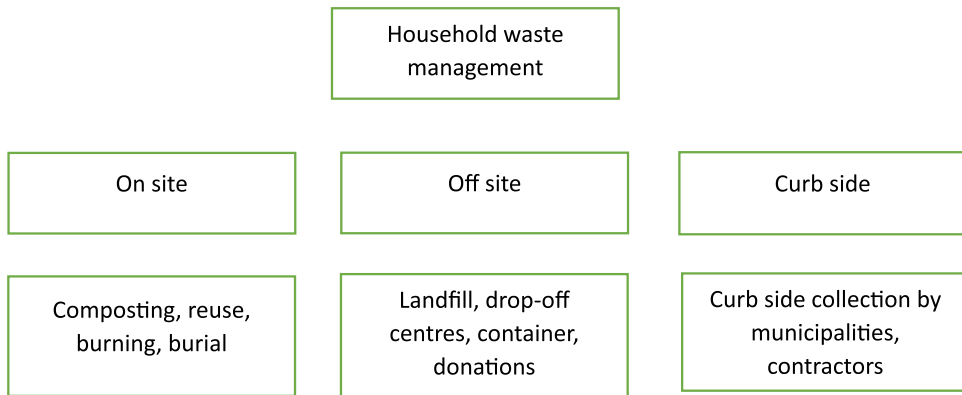 Household waste
management
On site
Off site
Curb side
Composting, reuse,
burning, burial
Landfill, drop-off
centres, container,
donations
Curb side collection by
municipalities,
contractors